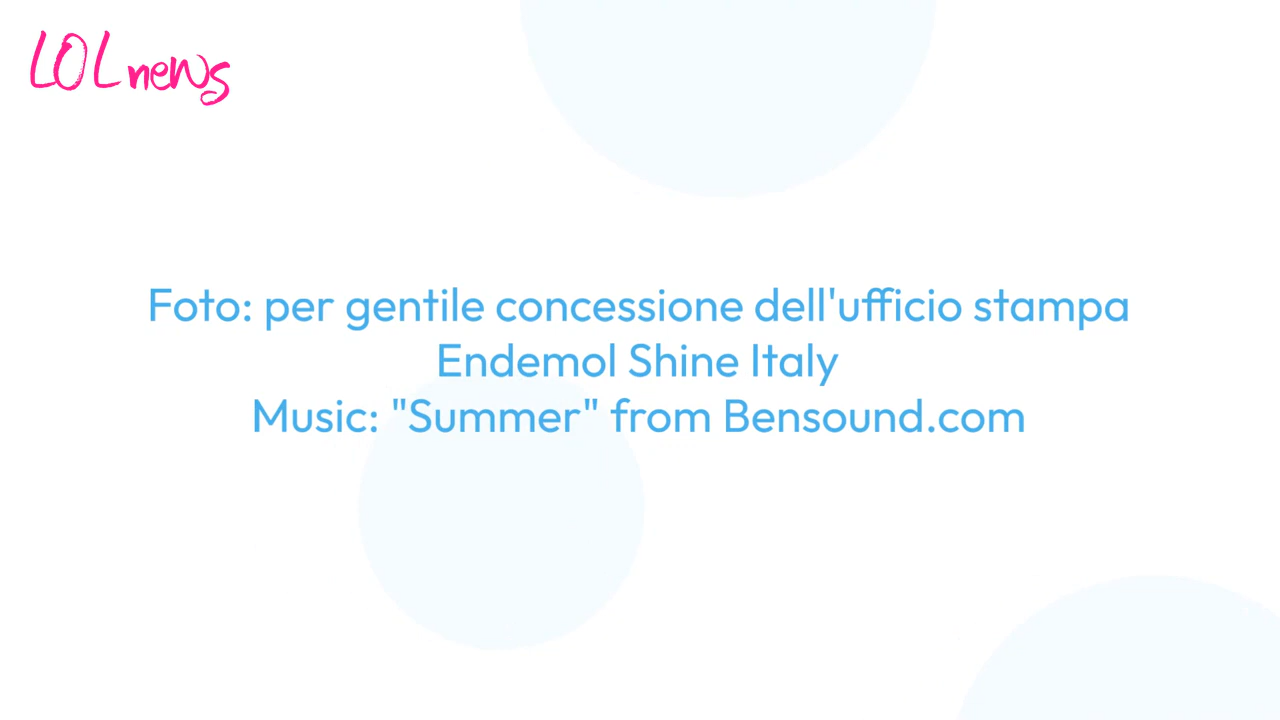 LOL news
Foto: per gentile concessione dell'ufficio stampa
Endemol Shine Italy
Music: "Summer" from Bensound.com